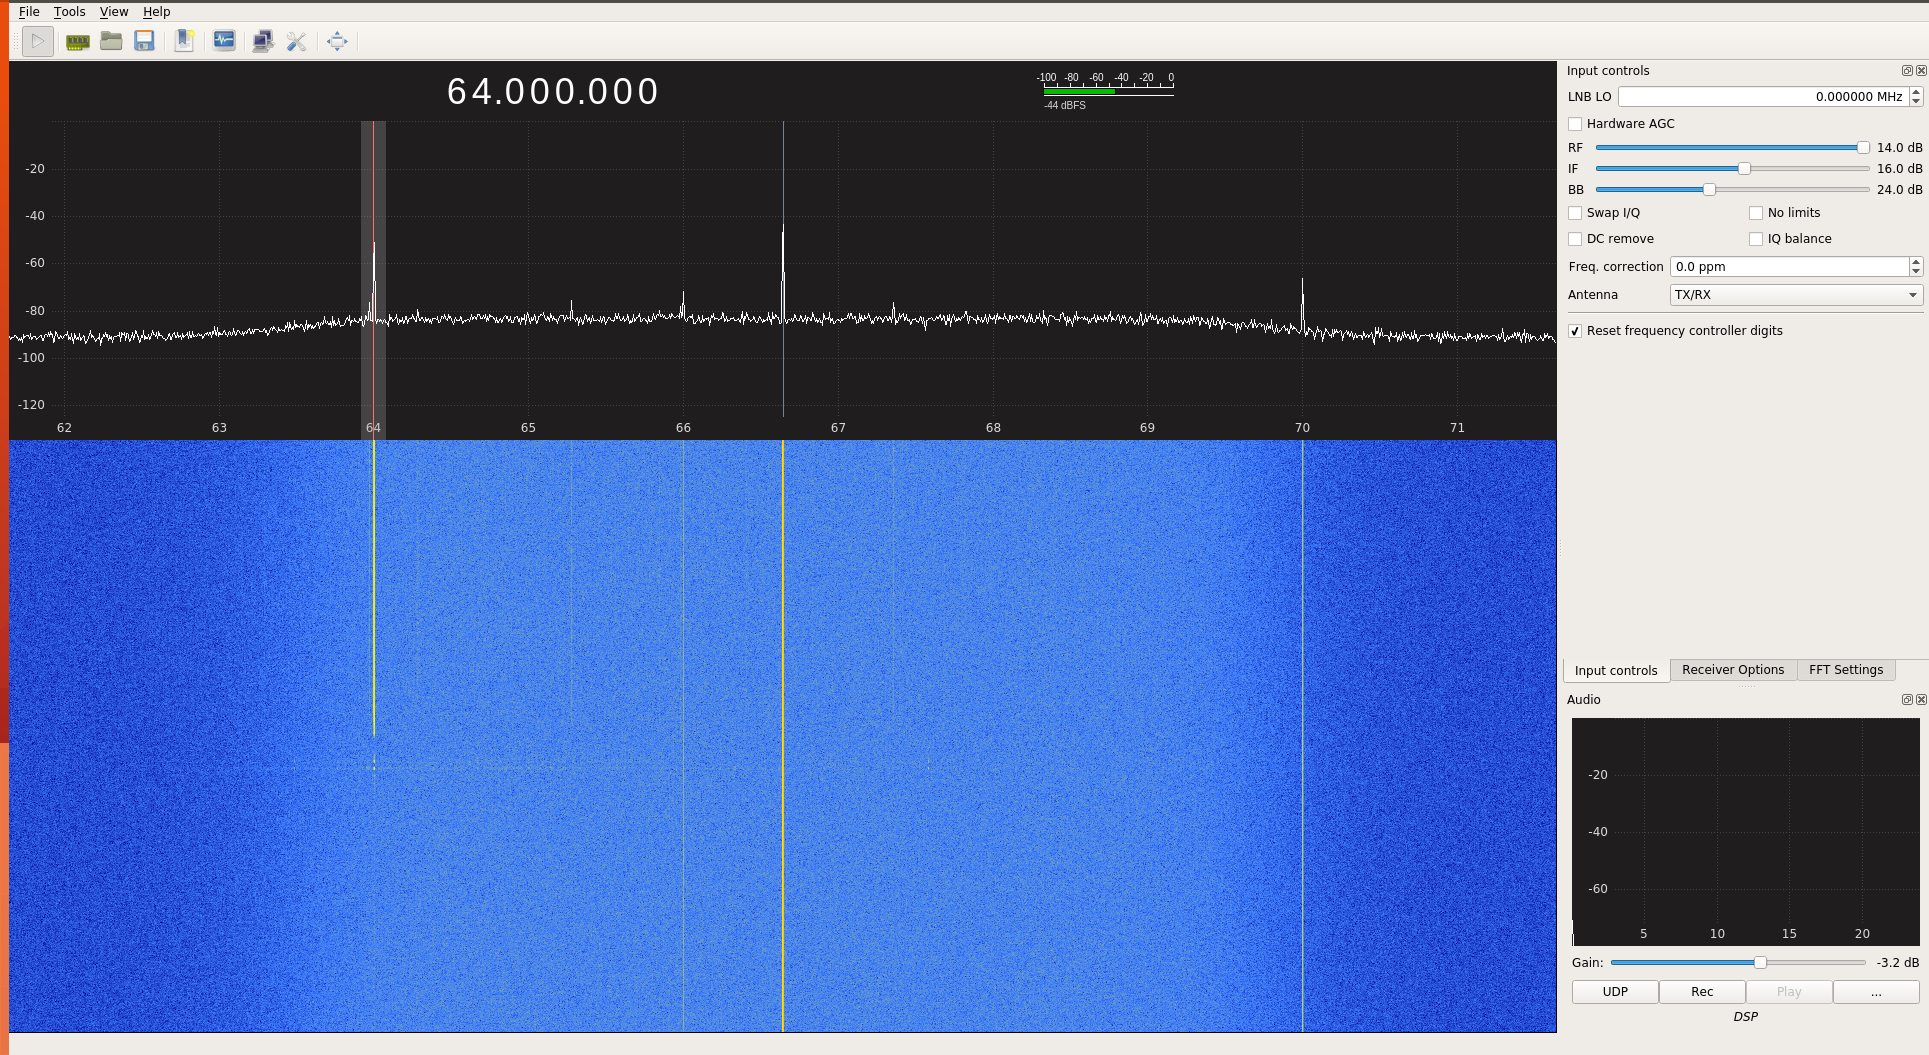 File Tools View Help
64.000.000
-100 -80 -60 -40 -20 0
-44 dBFS
-20
-40
-60
-80
-100
-120
62 63 64 65 66 67 68 69 70 71
Input controls
LNB LO 0.000000 MHz
Hardware AGC
RF 14.0 dB
IF 16.0 dB
BB 24.0 dB
Swap I/Q No limits
DC remove IQ balance
Freq. correction 0.0 ppm
Antenna TX/RX
Reset frequency controller digits
Input controls Receiver Options FFT Settings
Audio
-20
-40
-60
5 10 15 20
Gain: -3.2 dB
UDP Rec Play ...
DSP